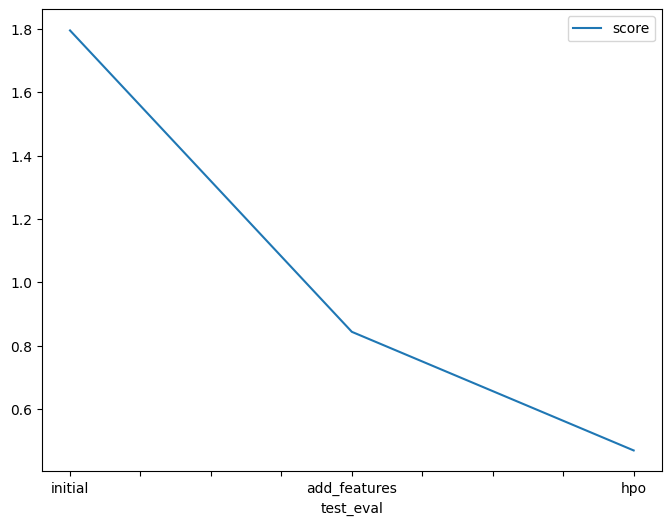 1.8
1.6
1.4
1.2
1.0
0.8
0.6
score
initial
add_features
hpo
test_eval